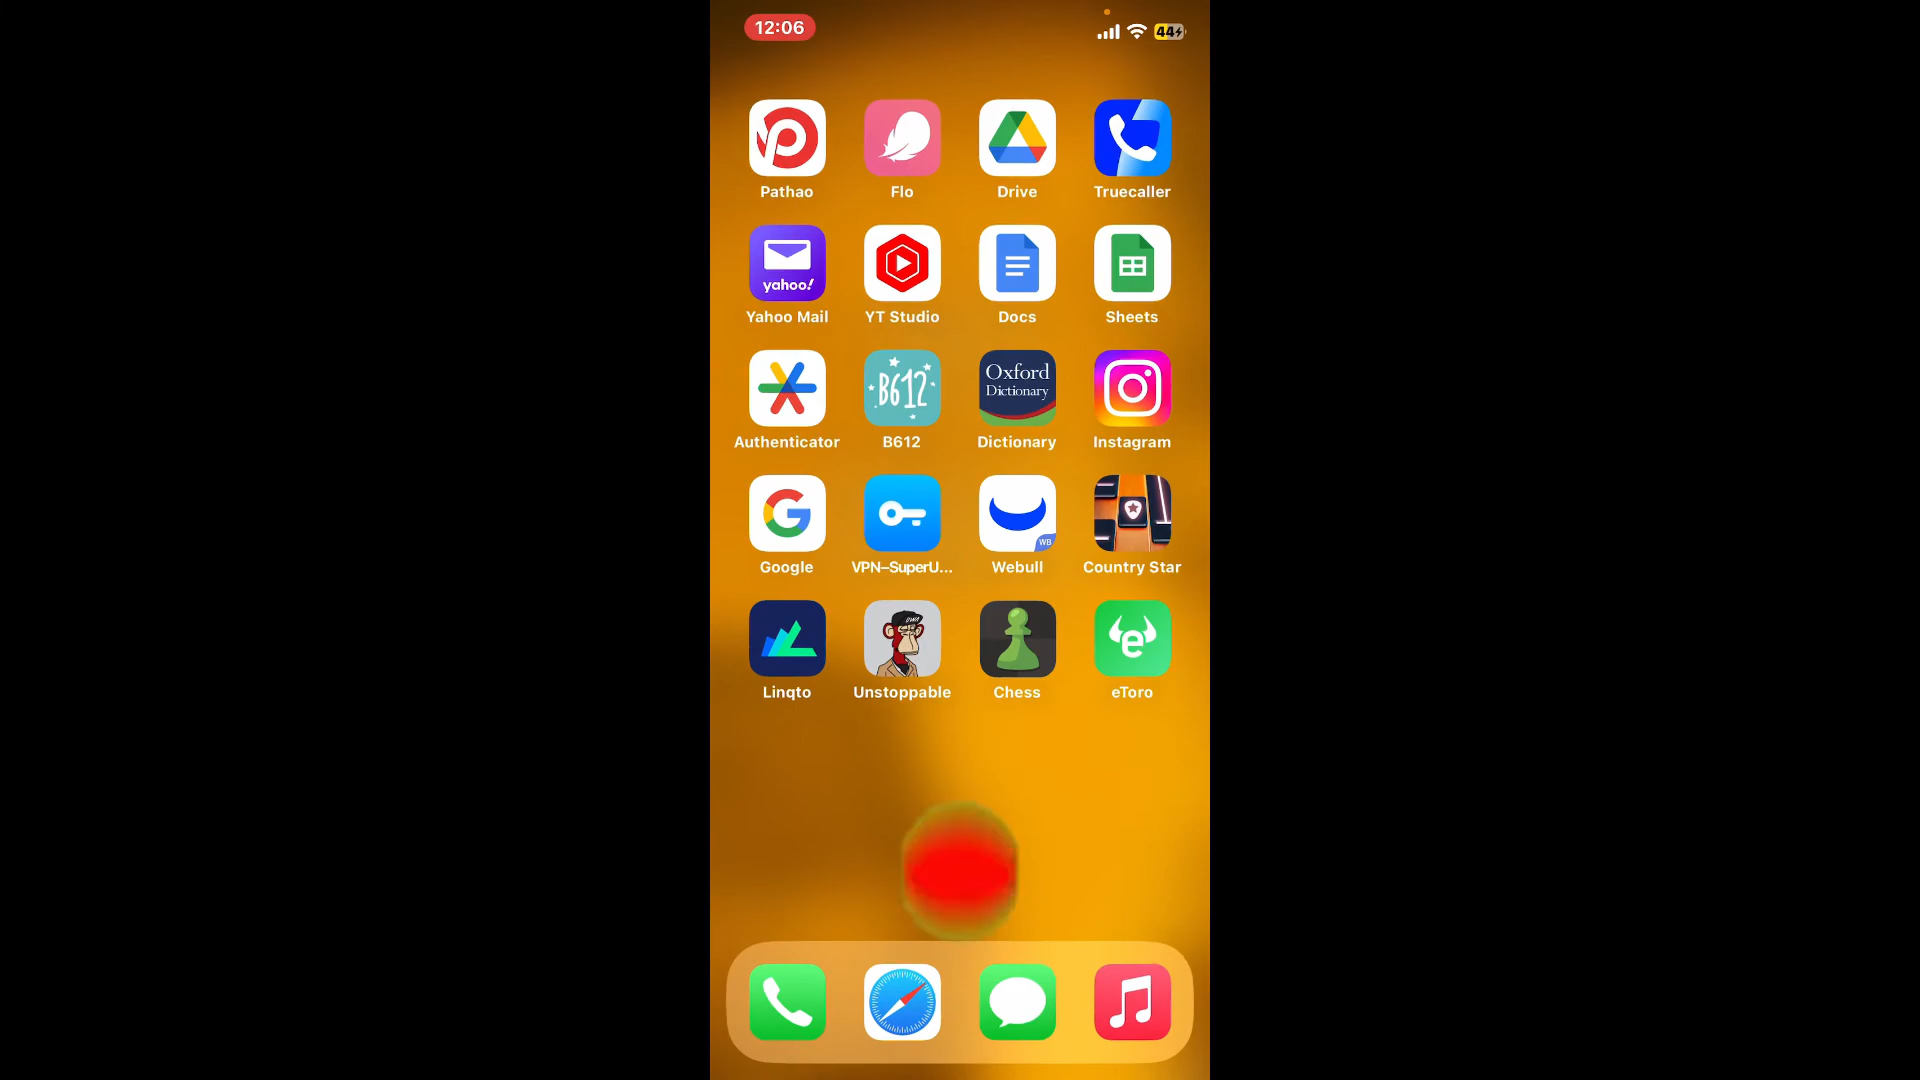 12:06
44
Pathao Flo Drive Truecaller
yahoo!
Yahoo Mail YT Studio Docs Sheets
B612
Oxford
Dictionary
Authenticator B612 Dictionary Instagram
WB
Google VPN–SuperU... Webull Country Star
e
Linqto Unstoppable Chess eToro